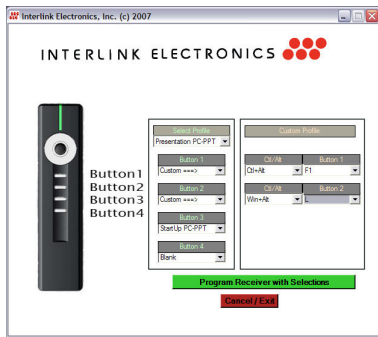 Interlink Electronics, Inc. (c) 2007
INTERLINK ELECTRONICS
Select Profile
Presentation PC-PPT
Button 1
Custom ===>
Button 2
Custom ===>
Button 3
StartUp PC-PPT
Button 4
Blank
Custom Profile
Ctl/Alt Button 1
Ctl+Alt F1
Ctl/Alt Button 2
Win+Alt L
Button1
Button2
Button3
Button4
Program Receiver with Selections
Cancel / Exit